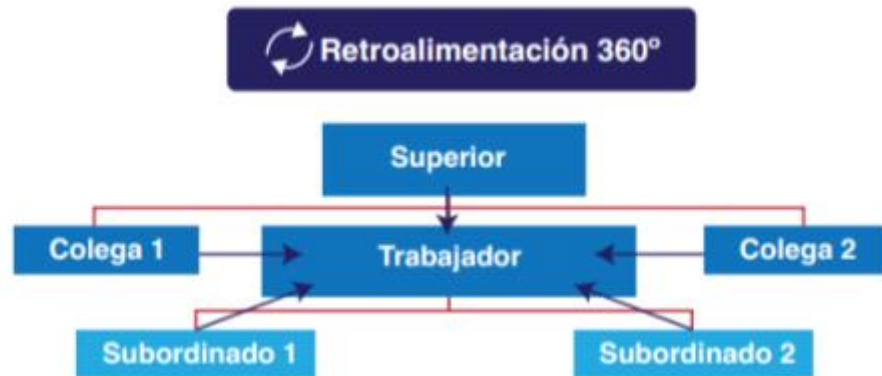 Retroalimentación 360º
Superior
Colega 1
Trabajador
Colega 2
Subordinado 1
Subordinado 2